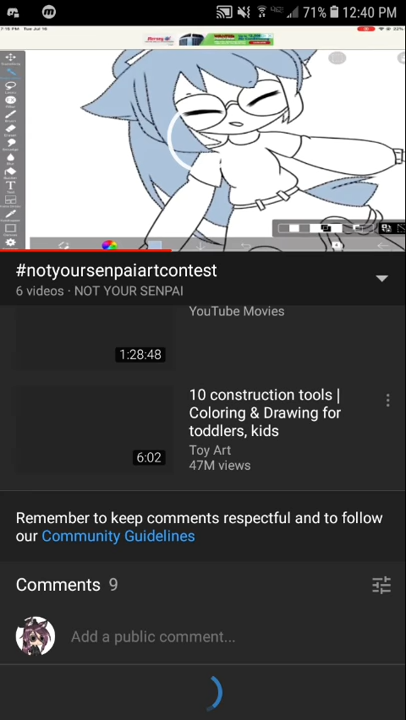 71% 12:40 PM
#notyoursenpaiartcontest
6 videos · NOT YOUR SENPAI
YouTube Movies
1:28:48
10 construction tools |
Coloring & Drawing for
toddlers, kids
Toy Art
47M views
6:02
Remember to keep comments respectful and to follow
our Community Guidelines
Comments 9
Add a public comment...